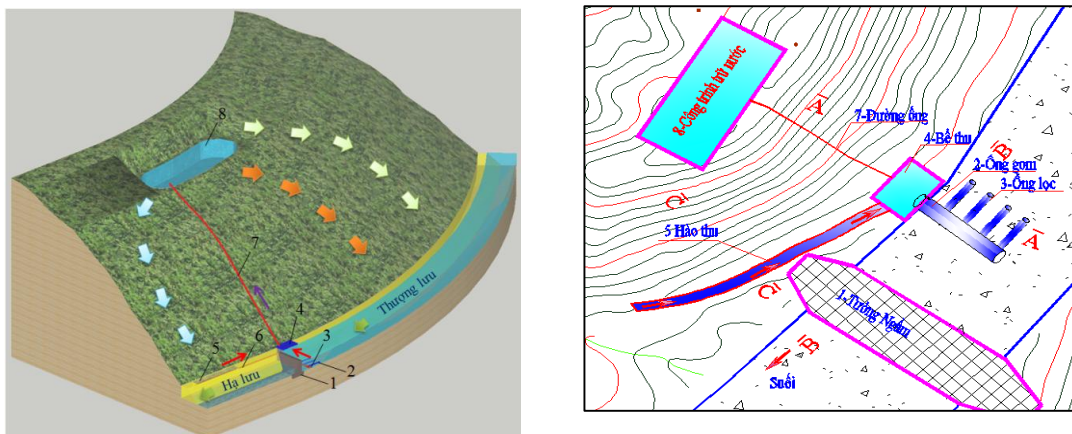 8
7
Thượng lưu
4
5
6
3
Hạ lưu
2
1
8-Công trình trữ nước
A
7-Đường ống
4-Bể thu
B
2-Ống gom
3-Ống lọc
A
5 Hào thu
1-Tường Ngầm
B
Suối